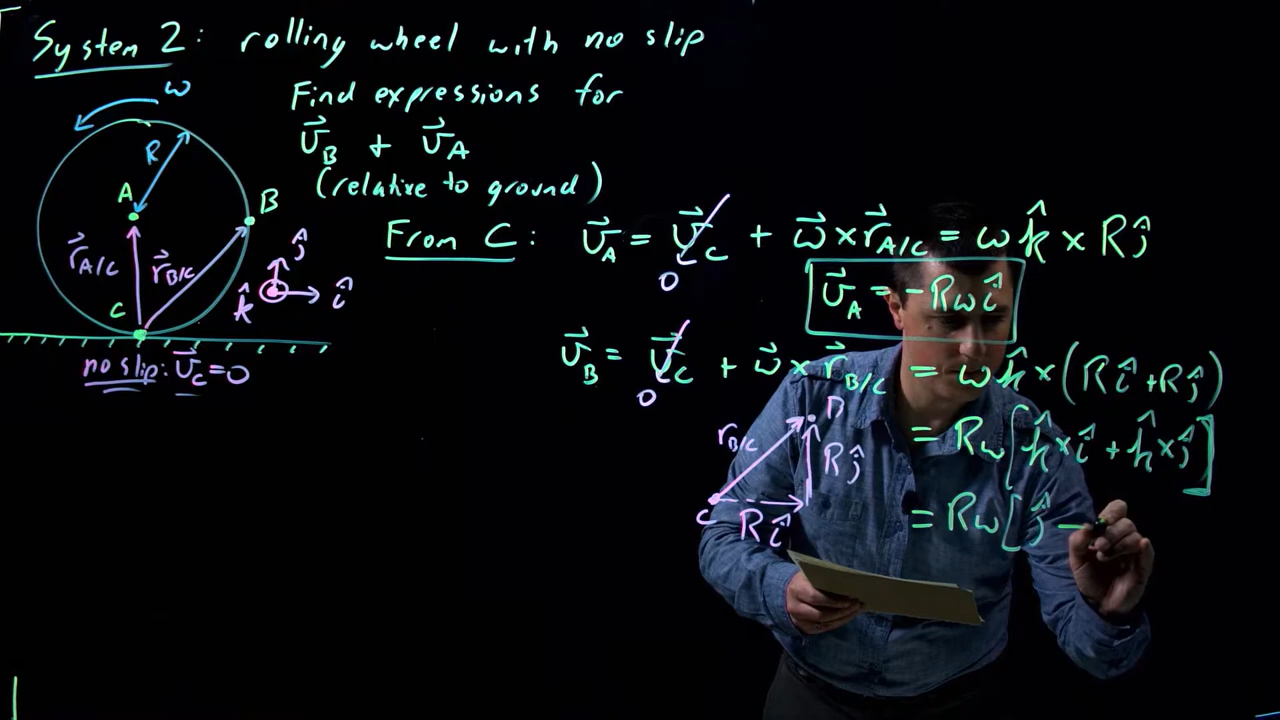 System 2: rolling wheel with no slip
Find expressions for
v⃗_B + v⃗_A
(relative to ground)
ω
R
A
B
r⃗_A/C
r⃗_B/C
C
ĵ
k̂
î
no slip: v⃗_C = 0
From C: v⃗_A = v⃗_C + ω⃗ × r⃗_A/C = ω k̂ × R ĵ
0
v⃗_A = -Rω î
v⃗_B = v⃗_C + ω⃗ × r⃗_B/C = ω k̂ × (R î + R ĵ)
0
= Rω [k̂ × î + k̂ × ĵ]
= Rω [ĵ -
B
r_B/C
R ĵ
C
R î